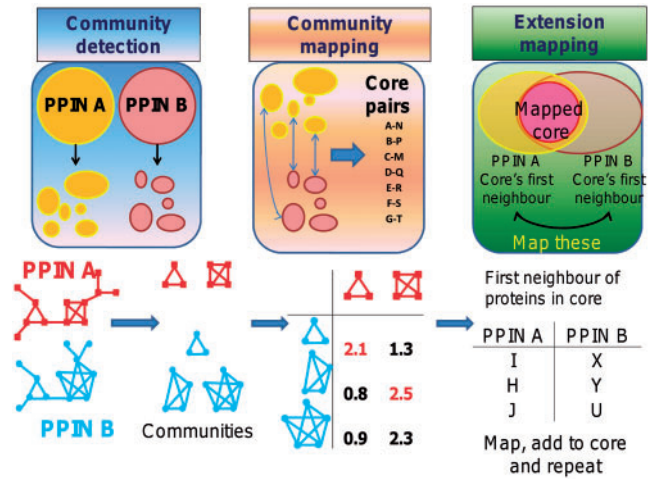 Community
detection
Community
mapping
Extension
mapping
PPIN A
PPIN B
Core
pairs
A-N
B-P
C-M
D-Q
E-R
F-S
G-T
Mapped
core
PPIN A
Core's first
neighbour
PPIN B
Core's first
neighbour
Map these
PPIN A
PPIN B
Communities
2.1 1.3
0.8 2.5
0.9 2.3
First neighbour of
proteins in core
PPIN A PPIN B
I X
H Y
J U
Map, add to core
and repeat